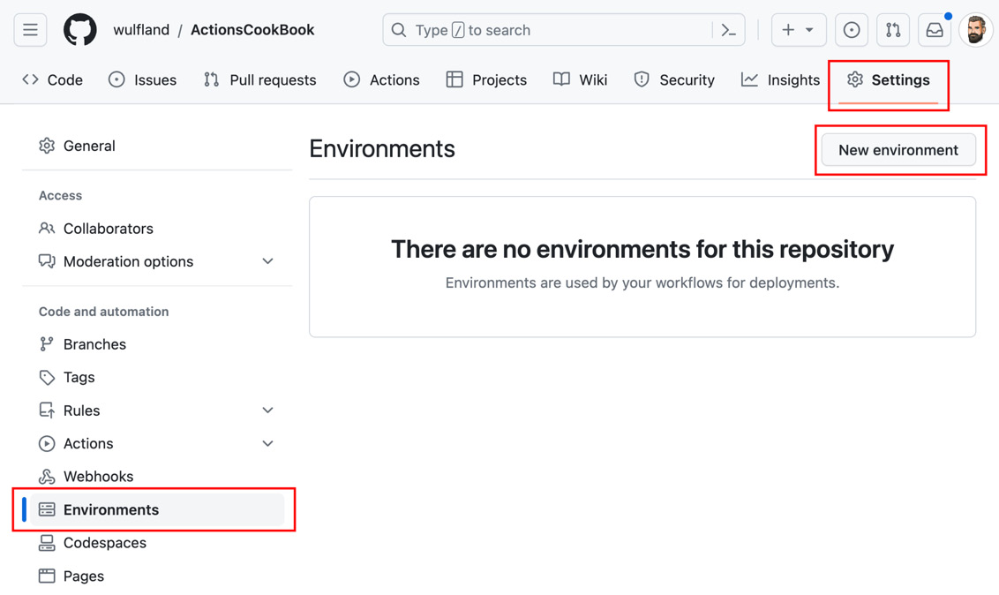 wulfland / ActionsCookBook
Type / to search
Code Issues Pull requests Actions Projects Wiki Security Insights Settings
General
Access
Collaborators
Moderation options
Code and automation
Branches
Tags
Rules
Actions
Webhooks
Environments
Codespaces
Pages
Environments
New environment
There are no environments for this repository
Environments are used by your workflows for deployments.